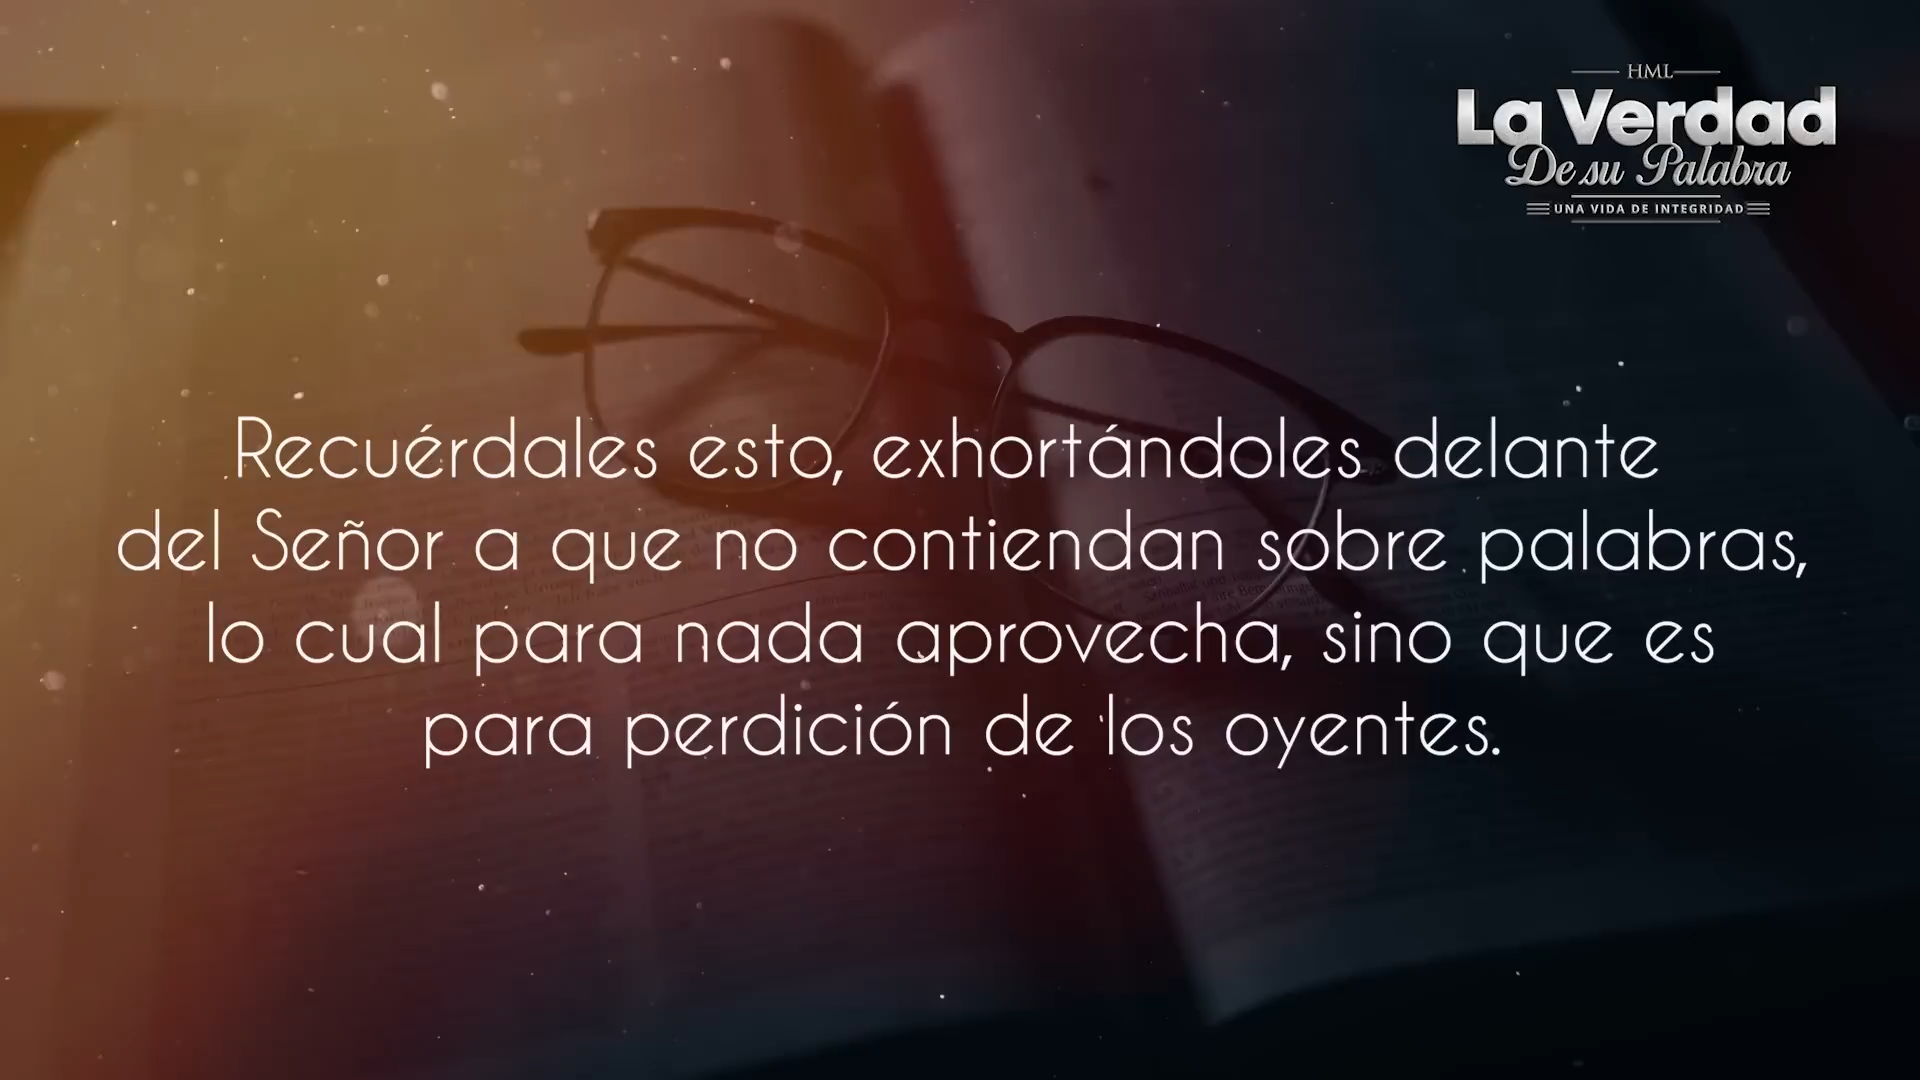 HML
La Verdad
De su Palabra
UNA VIDA DE INTEGRIDAD
Recuérdales esto, exhortándoles delante
del Señor a que no contiendan sobre palabras,
lo cual para nada aprovecha, sino que es
para perdición de los oyentes.